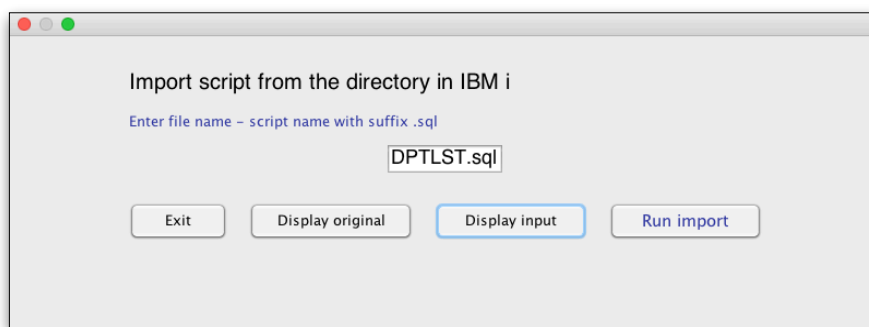 Import script from the directory in IBM i
Enter file name – script name with suffix .sql
DPTLST.sql
Exit Display original Display input Run import